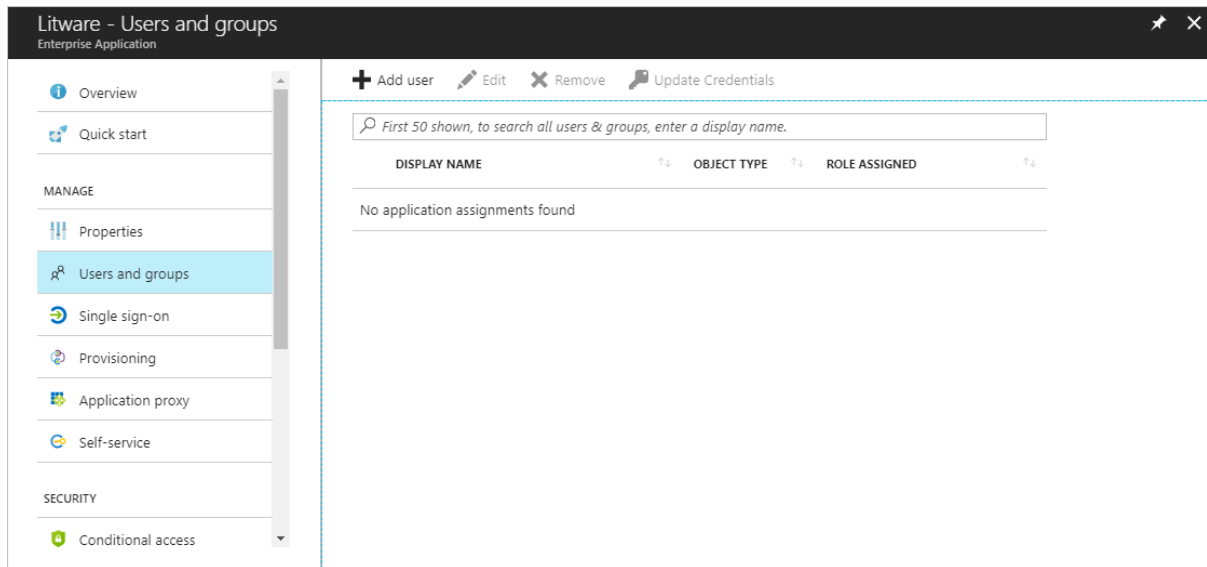 Litware - Users and groups
Enterprise Application
Overview
Quick start
MANAGE
Properties
Users and groups
Single sign-on
Provisioning
Application proxy
Self-service
SECURITY
Conditional access
Add user Edit Remove Update Credentials
First 50 shown, to search all users & groups, enter a display name.
DISPLAY NAME OBJECT TYPE ROLE ASSIGNED
No application assignments found